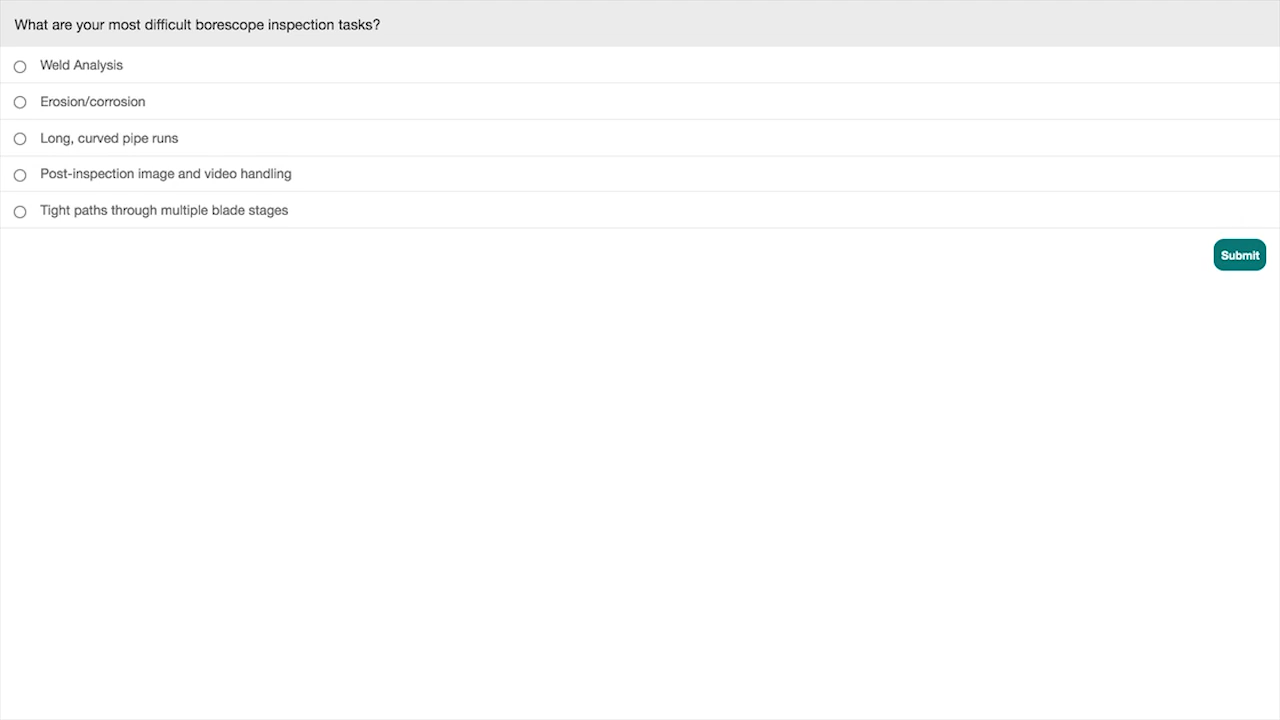 What are your most difficult borescope inspection tasks?
Weld Analysis
Erosion/corrosion
Long, curved pipe runs
Post-inspection image and video handling
Tight paths through multiple blade stages
Submit